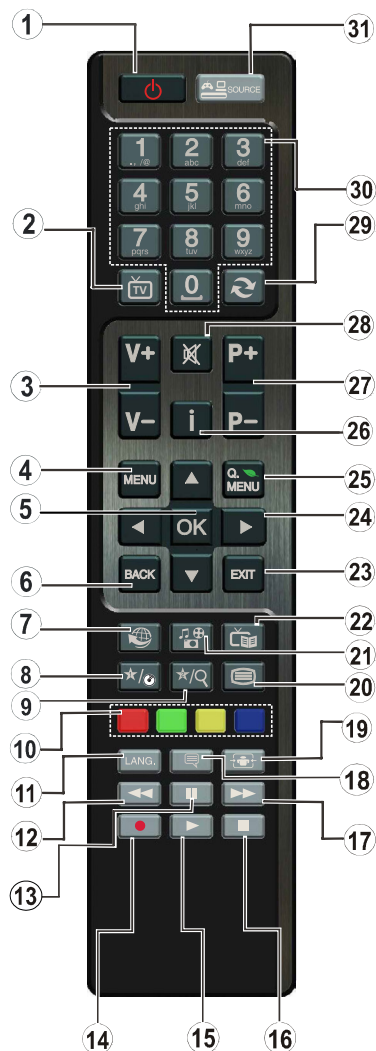 1
31
SOURCE
1 2 3
. . /@ abc def
30
4 5 6
ghi jkl mno
7 8 9
pqrs tuv wxyz
2
29
TV 0
28
V+ P+
3
27
V- i P-
26
4
25
MENU Q. MENU
5
24
OK
6
23
BACK EXIT
7
22
21
8
20
9
10
19
LANG.
11
18
12
17
13
14
15
16